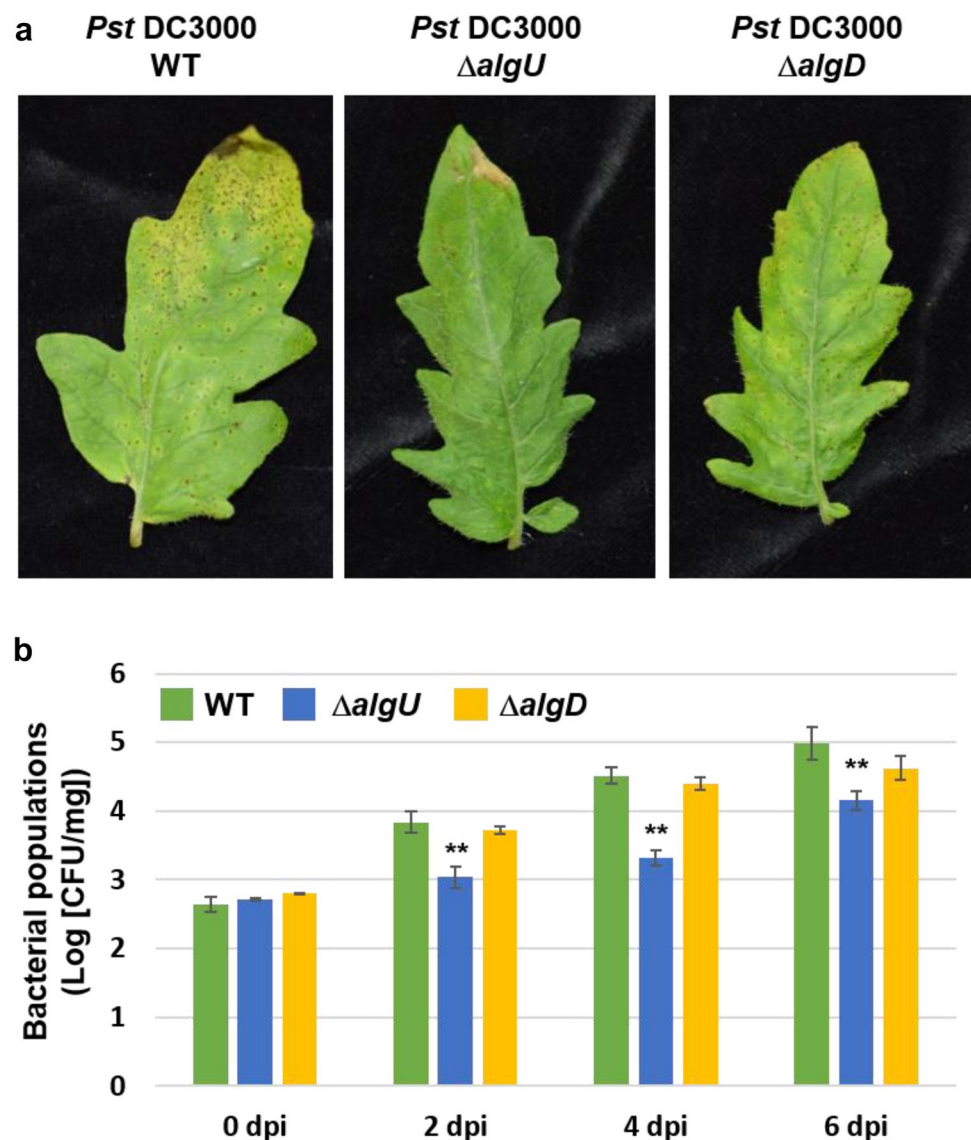 a
Pst DC3000
WT
Pst DC3000
ΔalgU
Pst DC3000
ΔalgD
b
Bacterial populations
(Log [CFU/mg])
6
5
4
3
2
1
0
WT
ΔalgU
ΔalgD
**
**
**
0 dpi
2 dpi
4 dpi
6 dpi